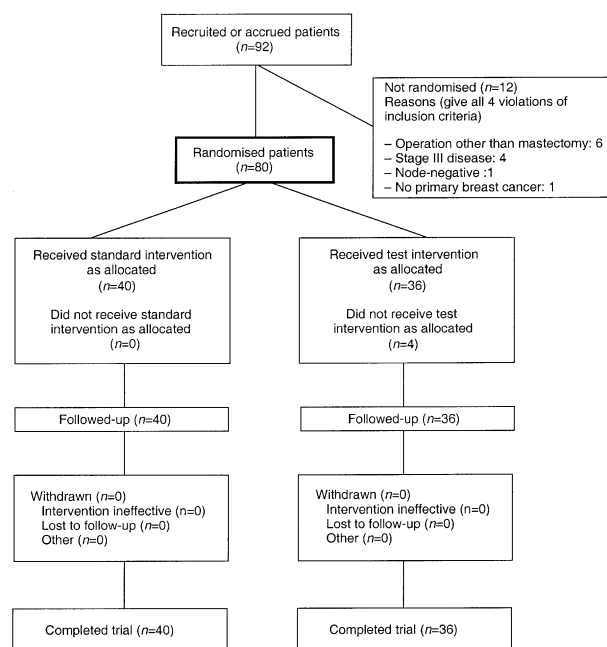 Recruited or accrued patients
(n=92)
Not randomised (n=12)
Reasons (give all 4 violations of
inclusion criteria)
– Operation other than mastectomy: 6
– Stage III disease: 4
– Node-negative :1
– No primary breast cancer: 1
Randomised patients
(n=80)
Received standard intervention
as allocated
(n=40)
Did not receive standard
intervention as allocated
(n=0)
Received test intervention
as allocated
(n=36)
Did not receive test
intervention as allocated
(n=4)
Followed-up (n=40)
Followed-up (n=36)
Withdrawn (n=0)
Intervention ineffective (n=0)
Lost to follow-up (n=0)
Other (n=0)
Withdrawn (n=0)
Intervention ineffective (n=0)
Lost to follow-up (n=0)
Other (n=0)
Completed trial (n=40)
Completed trial (n=36)